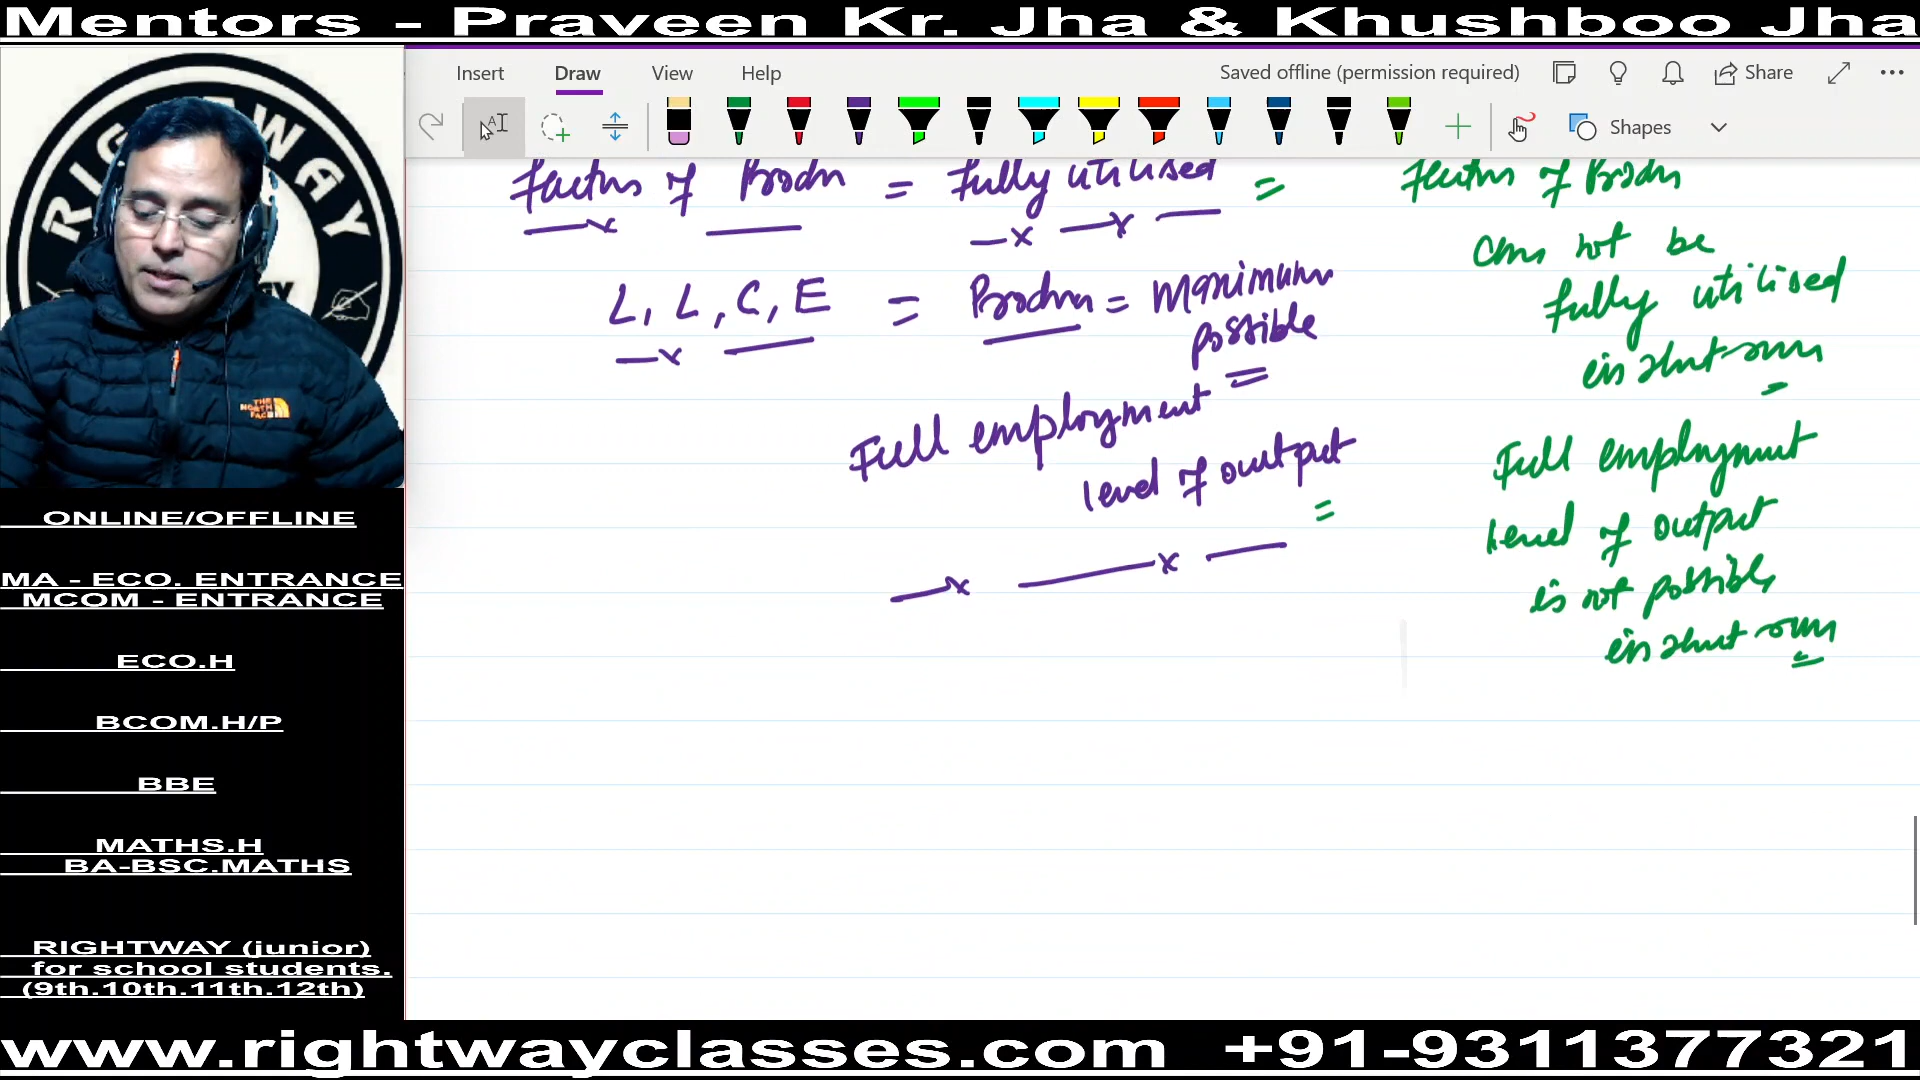 Mentors - Praveen Kr. Jha & Khushboo Jha
Insert Draw View Help Saved offline (permission required) Share
Shapes
Factors of Prodn = Fully utilised =
L, L, C, E = Prodn = Maximum
possible
Full employment
level of output
=
Factors of Prodn
can not be
fully utilised
in short run
Full employment
level of output
is not possible
in short run
THE
NORTH
FACE
ONLINE/OFFLINE
MA - ECO. ENTRANCE
MCOM - ENTRANCE
ECO.H
BCOM.H/P
BBE
MATHS.H
BA-BSC.MATHS
RIGHTWAY (junior)
for school students.
(9th.10th.11th.12th)
www.rightwayclasses.com +91-9311377321